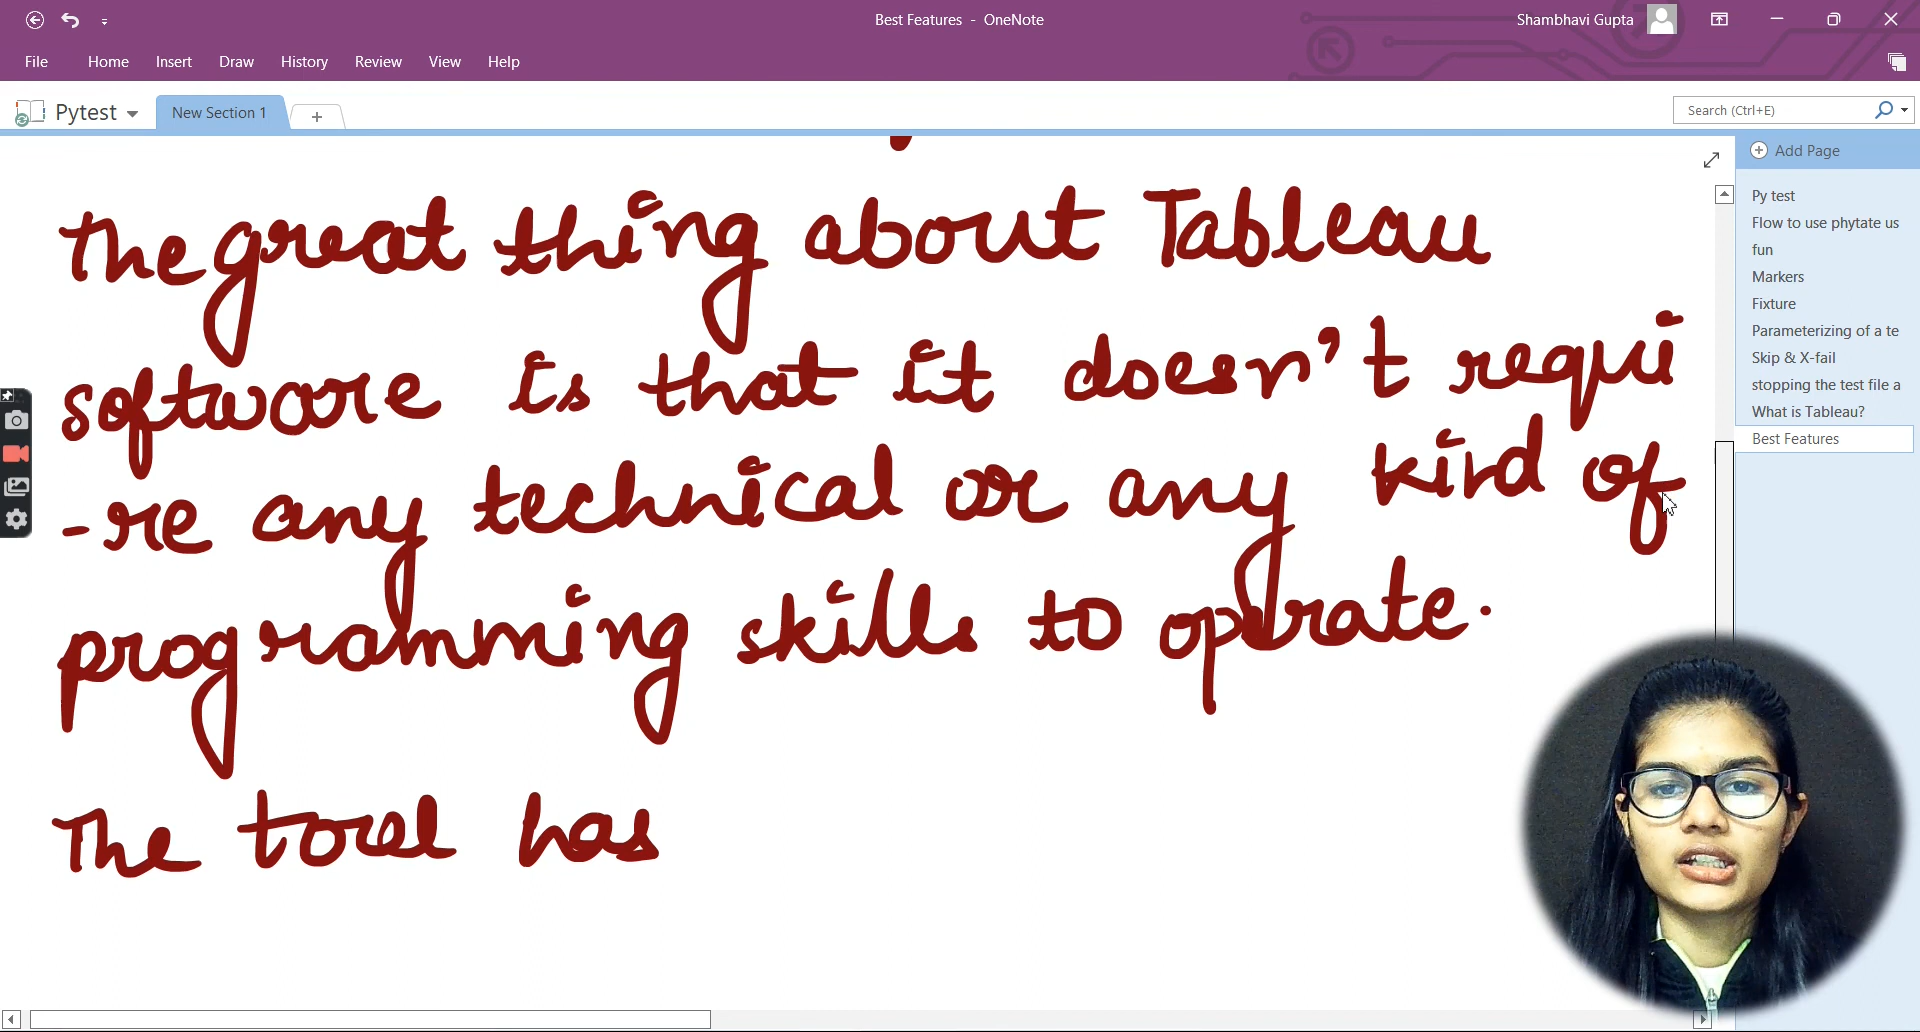 Best Features - OneNote
Shambhavi Gupta
File Home Insert Draw History Review View Help
Pytest
New Section 1
+
Search (Ctrl+E)
Add Page
Py test
Flow to use phytate us
fun
Markers
Fixture
Parameterizing of a te
Skip & X-fail
stopping the test file a
What is Tableau?
Best Features
The great thing about Tableau
software is that it doesn't requi
-re any technical or any kind of
programming skills to operate.
The tool has